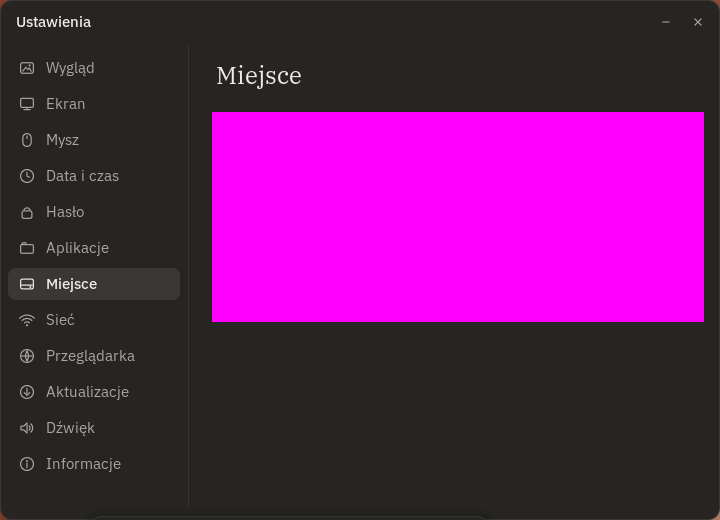 Ustawienia
Wygląd
Ekran
Mysz
Data i czas
Hasło
Aplikacje
Miejsce
Sieć
Przeglądarka
Aktualizacje
Dźwięk
Informacje
Miejsce